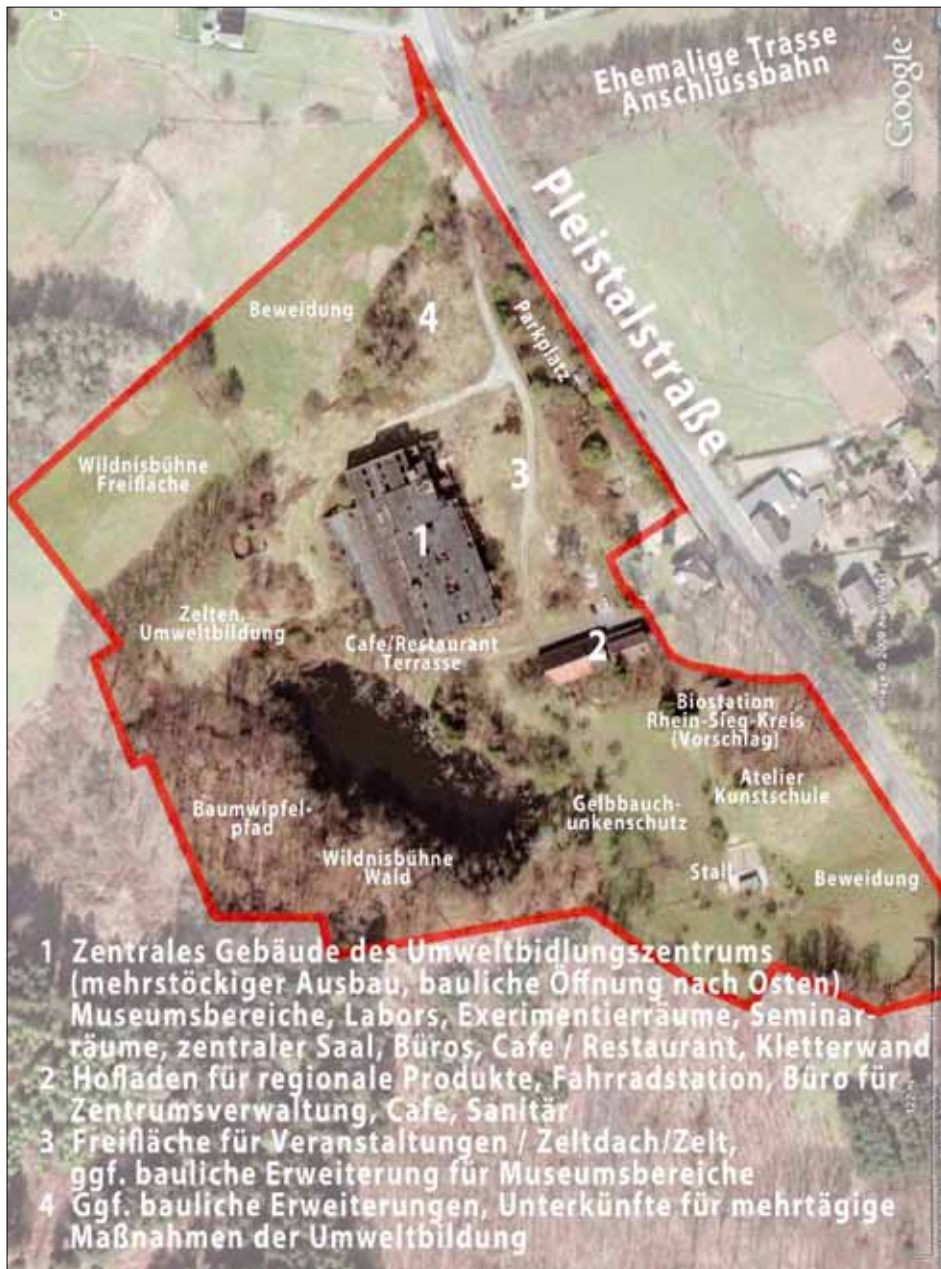 Ehemalige Trasse
Anschlussbahn
Google
Pleistalstraße
Beweidung
4
Parkplatz
Wildnisbühne
Freifläche
3
1
Zelten,
Umweltbildung
Cafe/Restaurant
Terrasse
2
Biostation
Rhein-Sieg-Kreis
(Vorschlag)
Atelier
Kunstschule
Baumwipfel-
pfad
Gelbbauch-
unkenschutz
Wildnisbühne
Wald
Stall
Beweidung
1 Zentrales Gebäude des Umweltbidlungszentrums
(mehrstöckiger Ausbau, bauliche Öffnung nach Osten)
Museumsbereiche, Labors, Exerimentierräume, Seminar-
räume, zentraler Saal, Büros, Cafe / Restaurant, Kletterwand
2 Hofladen für regionale Produkte, Fahrradstation, Büro für
Zentrumsverwaltung, Cafe, Sanitär
3 Freifläche für Veranstaltungen / Zeltdach/Zelt,
ggf. bauliche Erweiterung für Museumsbereiche
4 Ggf. bauliche Erweiterungen, Unterkünfte für mehrtägige
Maßnahmen der Umweltbildung